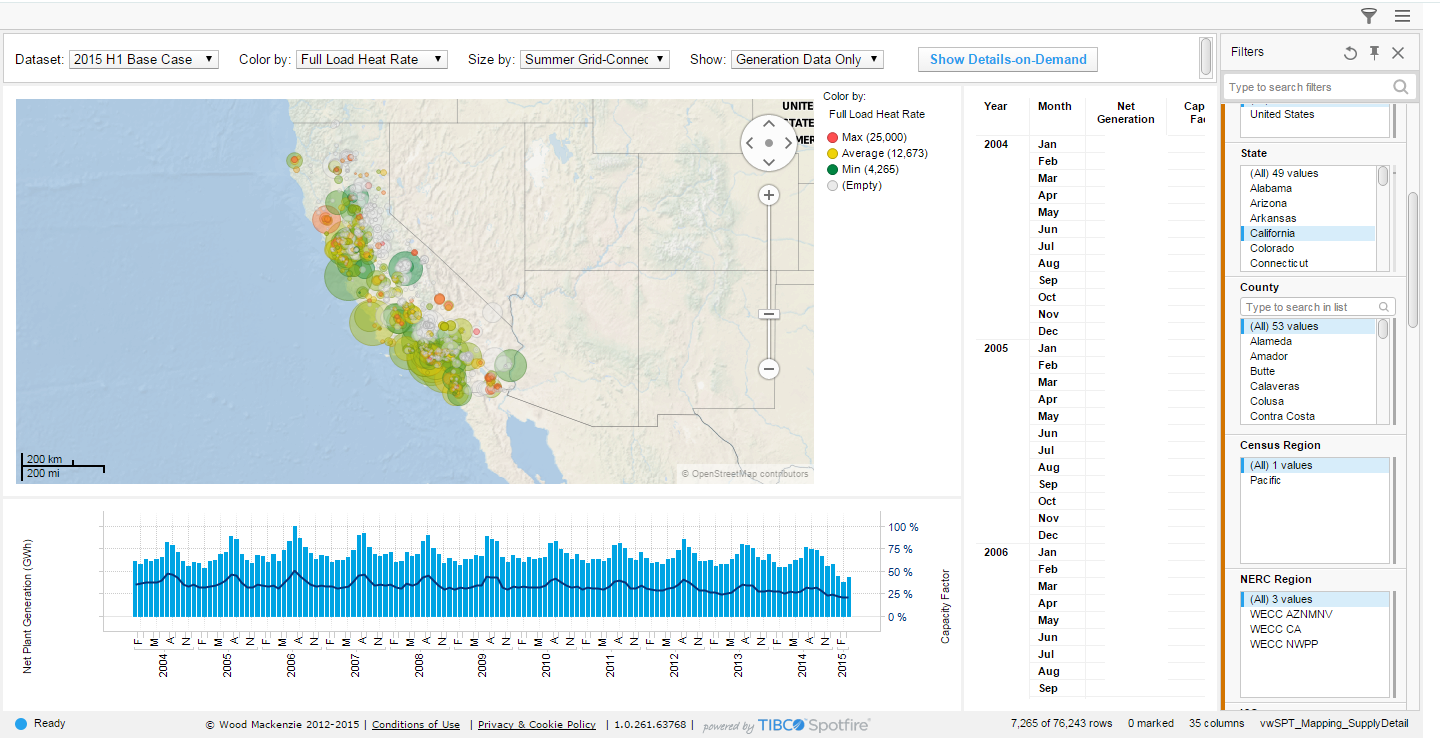 Dataset: 2015 H1 Base Case Color by: Full Load Heat Rate Size by: Summer Grid-Connec Show: Generation Data Only Show Details-on-Demand
UNITE
STATE
MER
200 km
200 mi
© OpenStreetMap contributors
Color by:
Full Load Heat Rate
Max (25,000)
Average (12,673)
Min (4,265)
(Empty)
Net Plant Generation (GWh)
100 %
75 %
50 %
25 %
0 %
Capacity Factor
F M A N F M A N F M A N F M A N F M A N F M A N F M A N F M A N F M A N F M A N F M A N F
2004 2005 2006 2007 2008 2009 2010 2011 2012 2013 2014 2015
Year Month Net Generation Cap Fac
2004 Jan
Feb
Mar
Apr
May
Jun
Jul
Aug
Sep
Oct
Nov
Dec
2005 Jan
Feb
Mar
Apr
May
Jun
Jul
Aug
Sep
Oct
Nov
Dec
2006 Jan
Feb
Mar
Apr
May
Jun
Jul
Aug
Sep
Filters
Type to search filters
United States
State
(All) 49 values
Alabama
Arizona
Arkansas
California
Colorado
Connecticut
County
Type to search in list
(All) 53 values
Alameda
Amador
Butte
Calaveras
Colusa
Contra Costa
Census Region
(All) 1 values
Pacific
NERC Region
(All) 3 values
WECC AZNMNV
WECC CA
WECC NWPP
Ready © Wood Mackenzie 2012-2015 | Conditions of Use | Privacy & Cookie Policy | 1.0.261.63768 | powered by TIBCO Spotfire® 7,265 of 76,243 rows 0 marked 35 columns vwSPT_Mapping_SupplyDetail